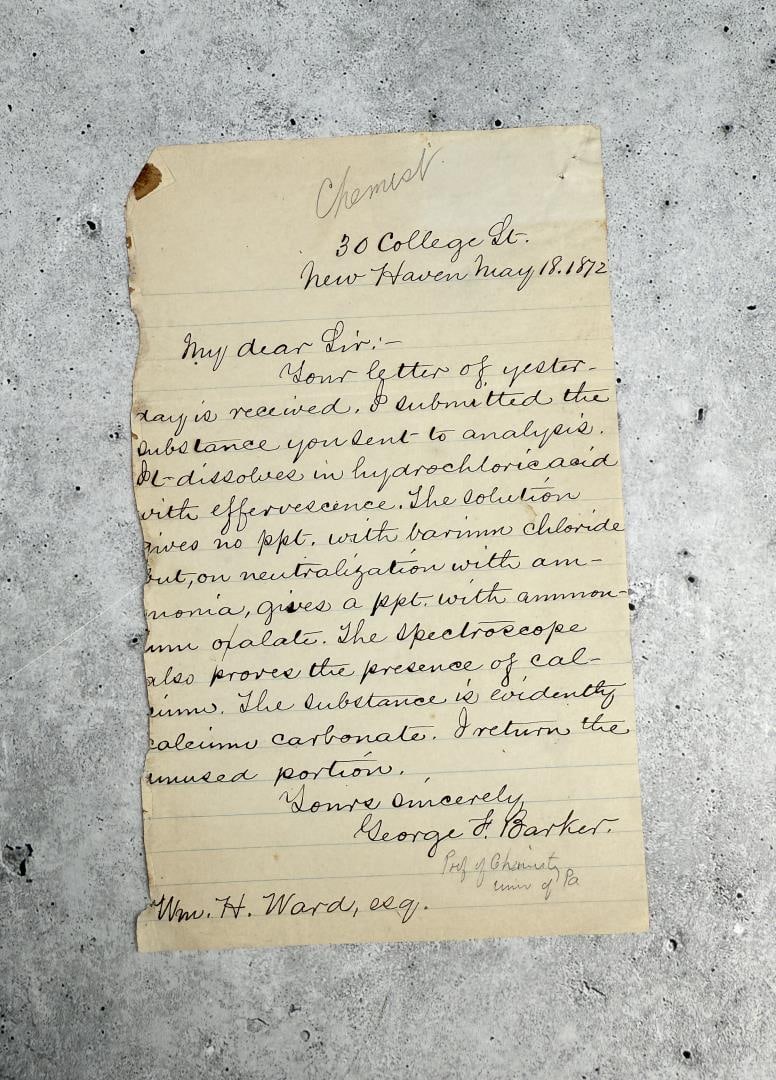 Chemist
30 College St.
New Haven May 18. 1872
My dear Sir:-
Your letter of yester-
day is received. I submitted the
substance you sent to analysis.
It dissolves in hydrochloric acid
with effervescence. The solution
gives no ppt. with barium chloride
but, on neutralization with am-
monia, gives a ppt. with ammon-
ium oxalate. The spectroscope
also proves the presence of cal-
cium. The substance is evidently
calcium carbonate. I return the
unused portion.
Yours sincerely,
George F. Barker.
Prof of Chemistry
univ of Pa
Wm. H. Ward, esq.